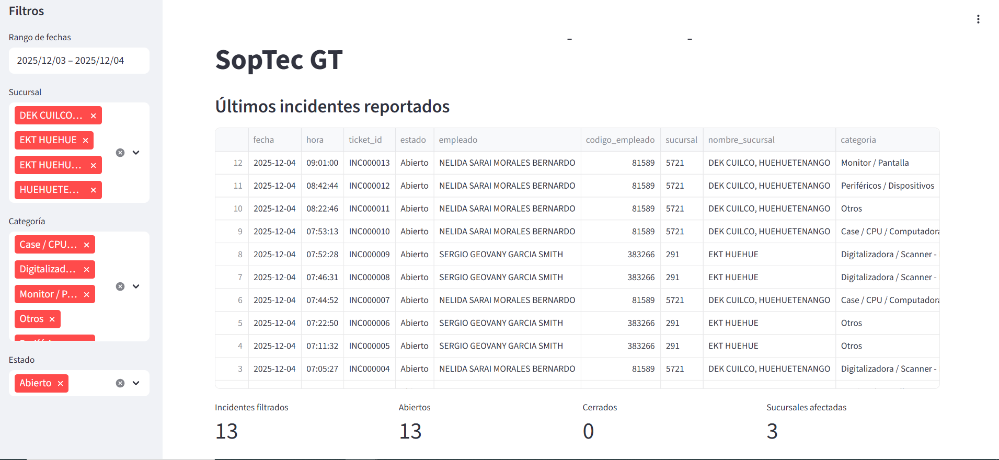 Filtros
Rango de fechas
2025/12/03 – 2025/12/04
Sucursal
DEK CUILCO...
EKT HUEHUE
EKT HUEHU...
HUEHUETE...
Categoría
Case / CPU...
Digitalizad...
Monitor / P...
Otros
Estado
Abierto
SopTec GT
Últimos incidentes reportados
fecha hora ticket_id estado empleado codigo_empleado sucursal nombre_sucursal categoria
12 2025-12-04 09:01:00 INC000013 Abierto NELIDA SARAI MORALES BERNARDO 81589 5721 DEK CUILCO, HUEHUETENANGO Monitor / Pantalla
11 2025-12-04 08:42:44 INC000012 Abierto NELIDA SARAI MORALES BERNARDO 81589 5721 DEK CUILCO, HUEHUETENANGO Periféricos / Dispositivos
10 2025-12-04 08:22:46 INC000011 Abierto NELIDA SARAI MORALES BERNARDO 81589 5721 DEK CUILCO, HUEHUETENANGO Otros
9 2025-12-04 07:53:13 INC000010 Abierto NELIDA SARAI MORALES BERNARDO 81589 5721 DEK CUILCO, HUEHUETENANGO Case / CPU / Computadora
8 2025-12-04 07:52:28 INC000009 Abierto SERGIO GEOVANY GARCIA SMITH 383266 291 EKT HUEHUE Digitalizadora / Scanner -
7 2025-12-04 07:46:31 INC000008 Abierto SERGIO GEOVANY GARCIA SMITH 383266 291 EKT HUEHUE Digitalizadora / Scanner -
6 2025-12-04 07:44:52 INC000007 Abierto NELIDA SARAI MORALES BERNARDO 81589 5721 DEK CUILCO, HUEHUETENANGO Case / CPU / Computadora
5 2025-12-04 07:22:50 INC000006 Abierto SERGIO GEOVANY GARCIA SMITH 383266 291 EKT HUEHUE Otros
4 2025-12-04 07:11:32 INC000005 Abierto SERGIO GEOVANY GARCIA SMITH 383266 291 EKT HUEHUE Otros
3 2025-12-04 07:05:27 INC000004 Abierto NELIDA SARAI MORALES BERNARDO 81589 5721 DEK CUILCO, HUEHUETENANGO Digitalizadora / Scanner -
Incidentes filtrados Abiertos Cerrados Sucursales afectadas
13 13 0 3